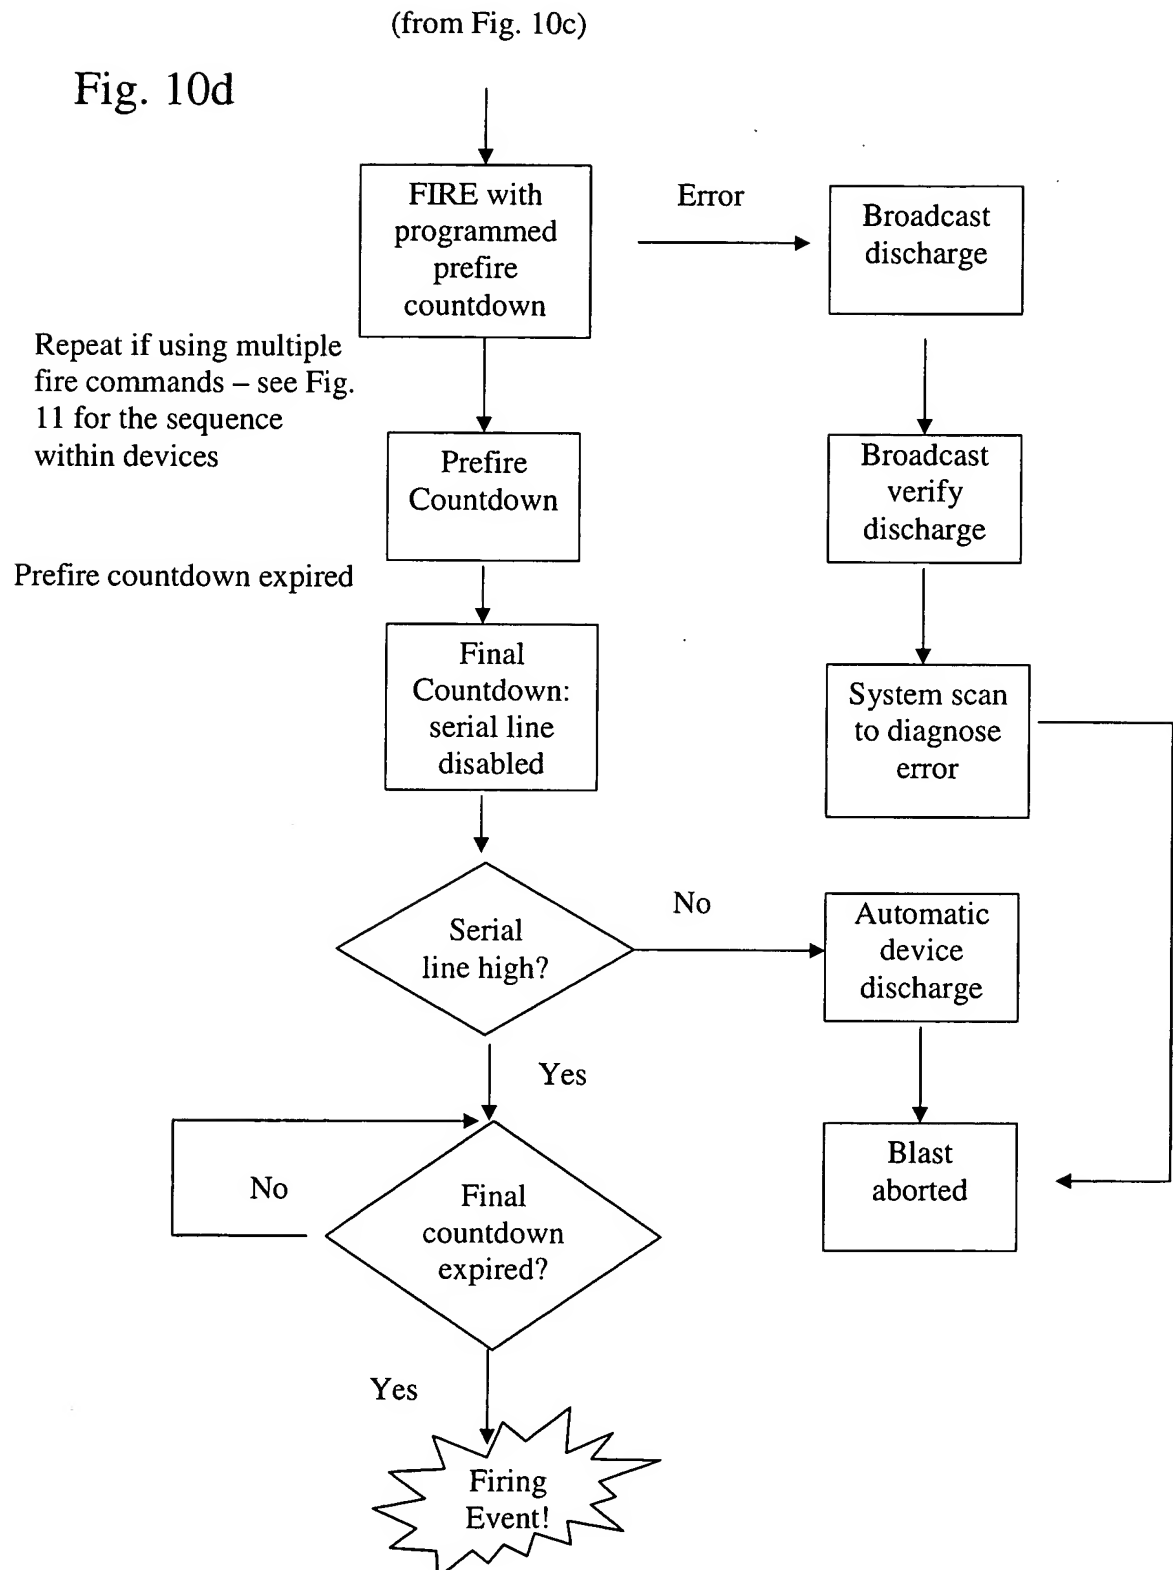 (from Fig. 10c)
Fig. 10d
FIRE with
programmed
prefire
countdown
Error
Broadcast
discharge
Repeat if using multiple
fire commands – see Fig.
11 for the sequence
within devices
Prefire
Countdown
Broadcast
verify
discharge
Prefire countdown expired
Final
Countdown:
serial line
disabled
System scan
to diagnose
error
Serial
line high?
No
Automatic
device
discharge
Yes
No
Final
countdown
expired?
Blast
aborted
Yes
Firing
Event!